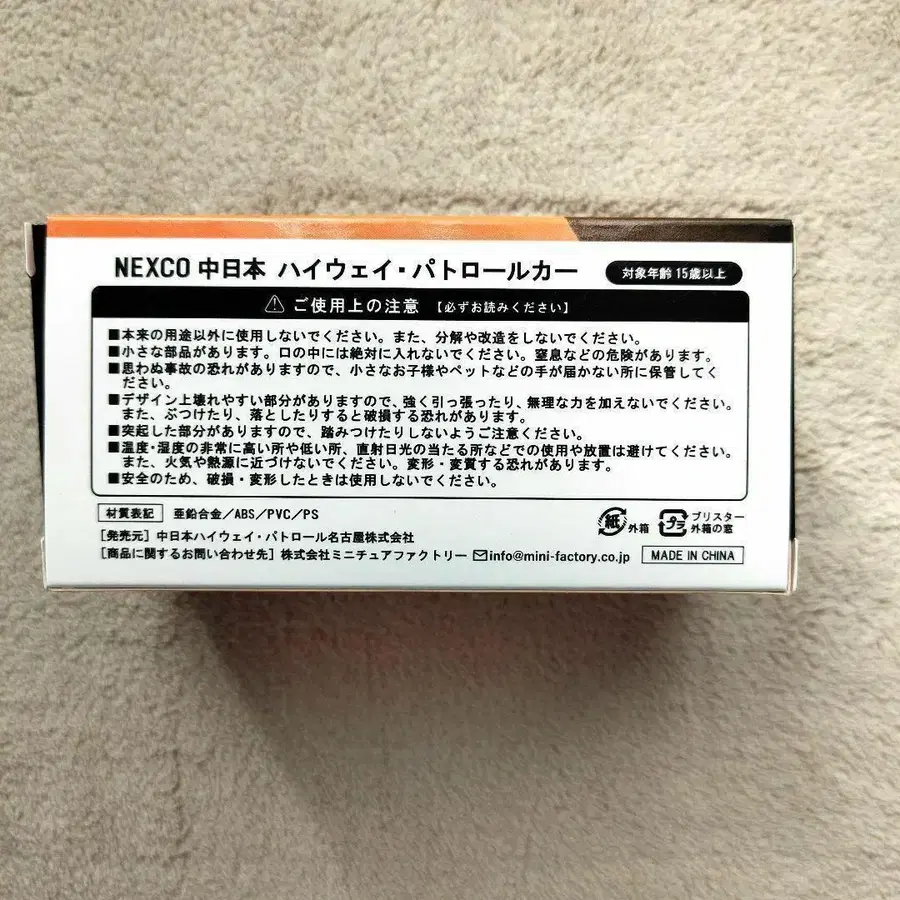 NEXCO 中日本 ハイウェイ・パトロールカー 対象年齢 15歳以上
ご使用上の注意 【必ずお読みください】
■本来の用途以外に使用しないでください。また、分解や改造をしないでください。
■小さな部品があります。口の中には絶対に入れないでください。窒息などの危険があります。
■思わぬ事故の恐れがありますので、小さなお子様やペットなどの手が届かない所に保管してく
ださい。
■デザイン上壊れやすい部分がありますので、強く引っ張ったり、無理な力を加えないでください。
また、ぶつけたり、落としたりすると破損する恐れがあります。
■突起した部分がありますので、踏みつけたりしないようご注意ください。
■温度・湿度の非常に高い所や低い所、直射日光の当たる所などでの使用や放置は避けてください。
また、火気や熱源に近づけないでください。変形・変質する恐れがあります。
■安全のため、破損・変形したときは使用しないでください。
材質表記 亜鉛合金／ABS／PVC／PS
紙 外箱 プラ ブリスター
外箱の窓
［発売元］中日本ハイウェイ・パトロール名古屋株式会社
［商品に関するお問い合わせ先］株式会社ミニチュアファクトリー info@mini-factory.co.jp MADE IN CHINA